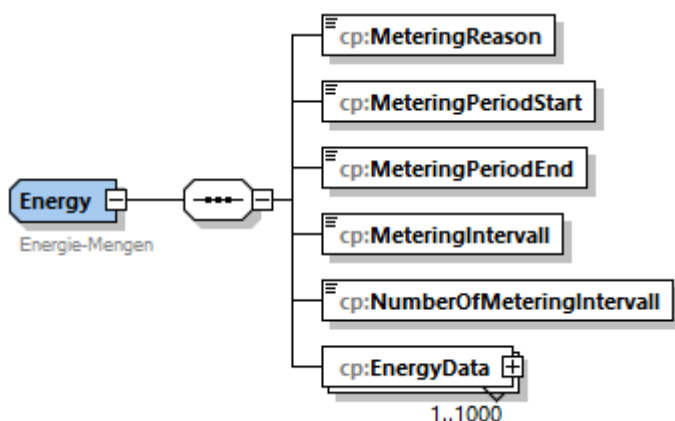 cp:MeteringReason
cp:MeteringPeriodStart
cp:MeteringPeriodEnd
Energy
Energie-Mengen
cp:MeteringIntervall
cp:NumberOfMeteringIntervall
cp:EnergyData
1..1000